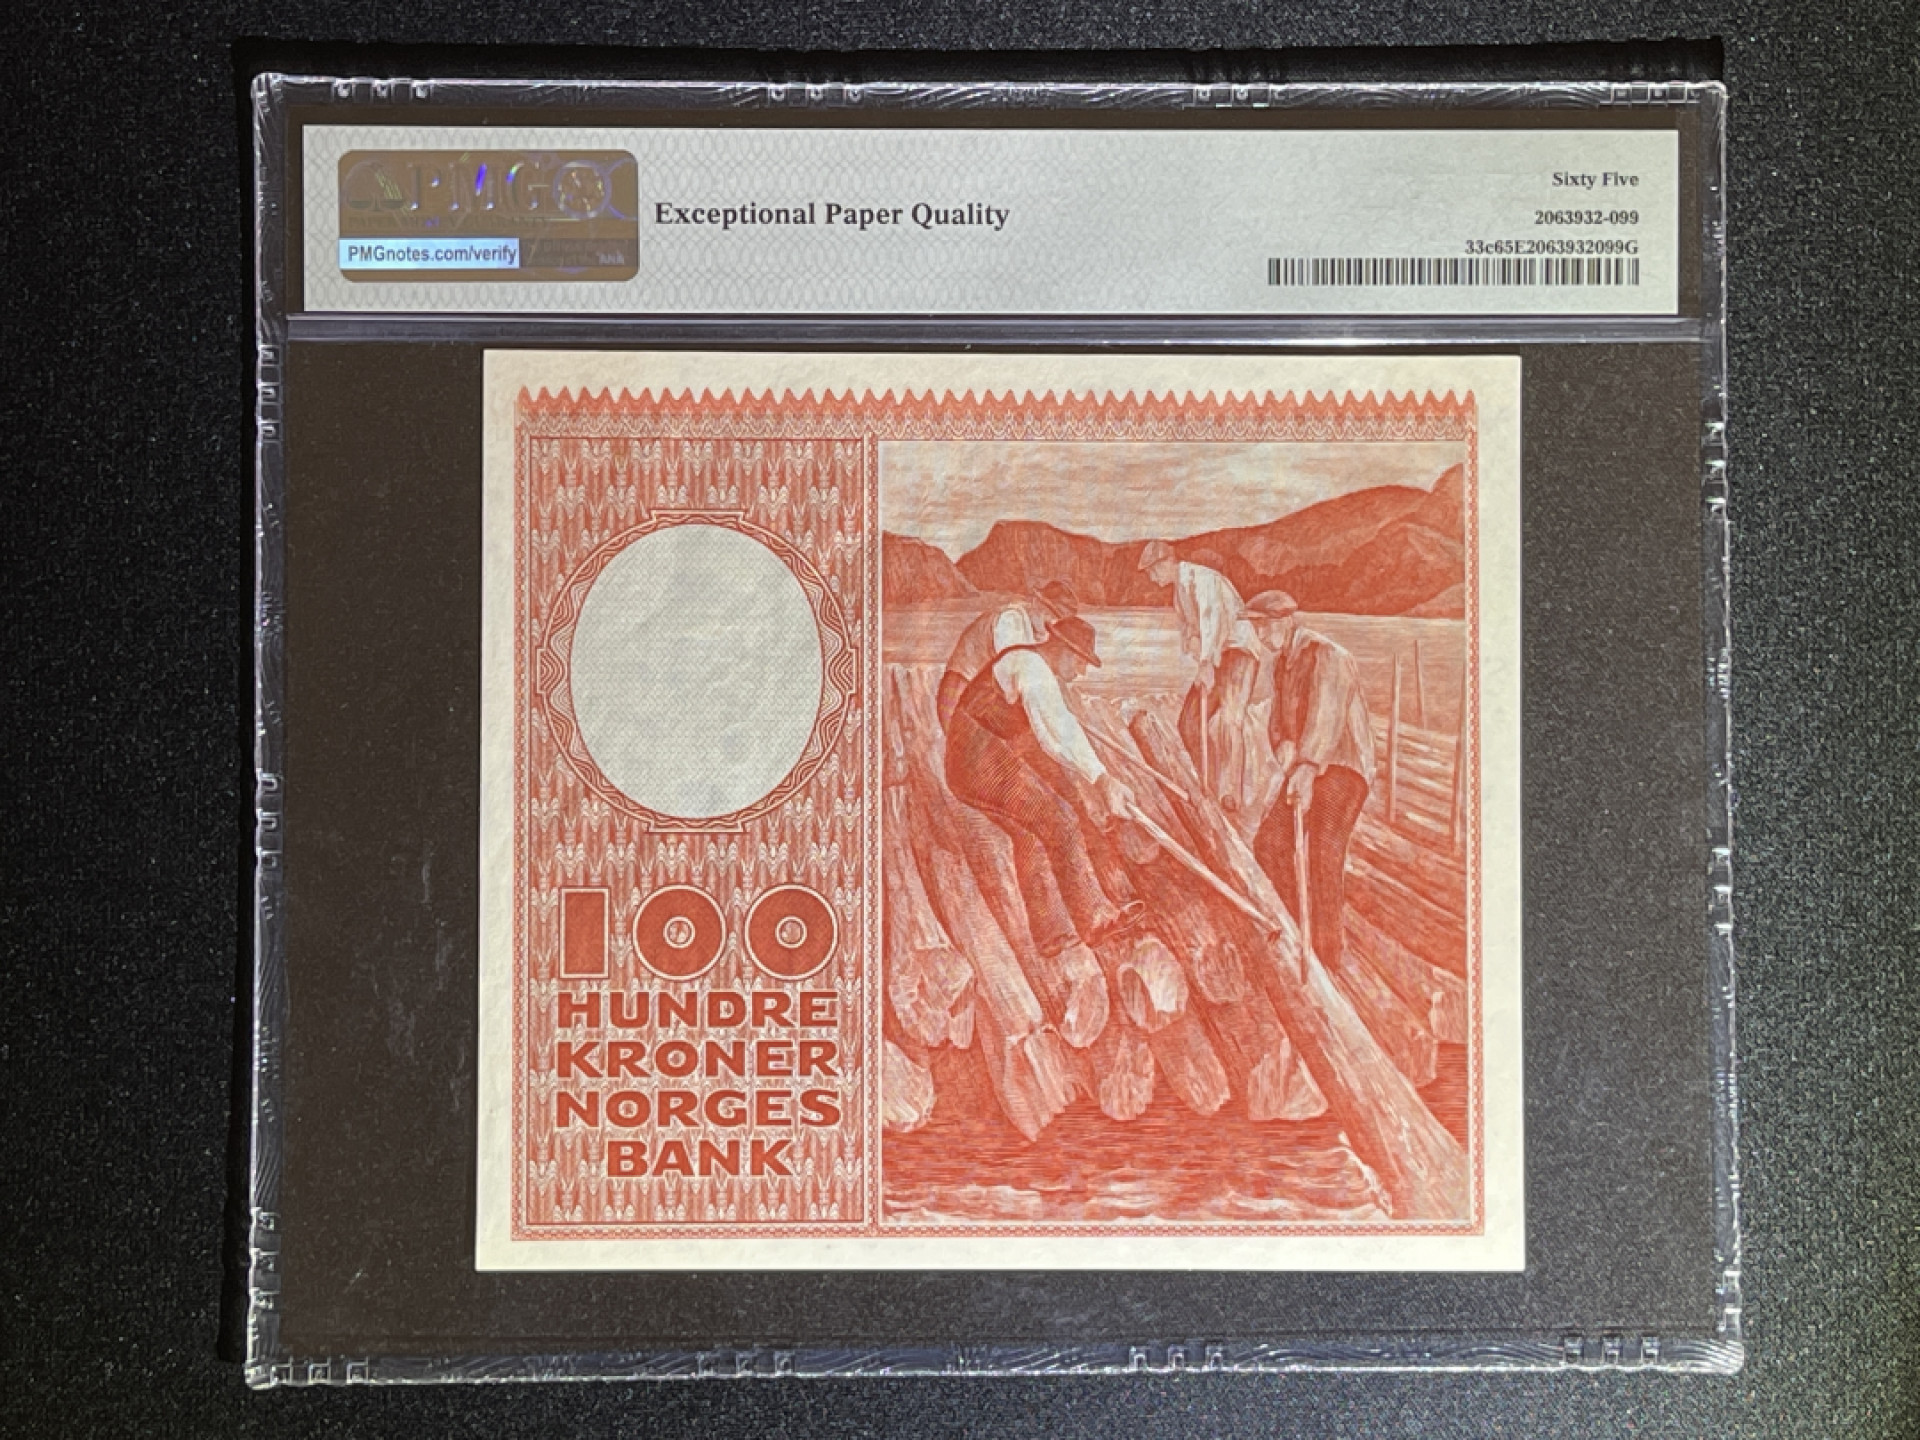 PMG
PMGnotes.com/verify
Exceptional Paper Quality
Sixty Five
2063932-099
33c65E2063932099G
100
HUNDRE
KRONER
NORGES
BANK